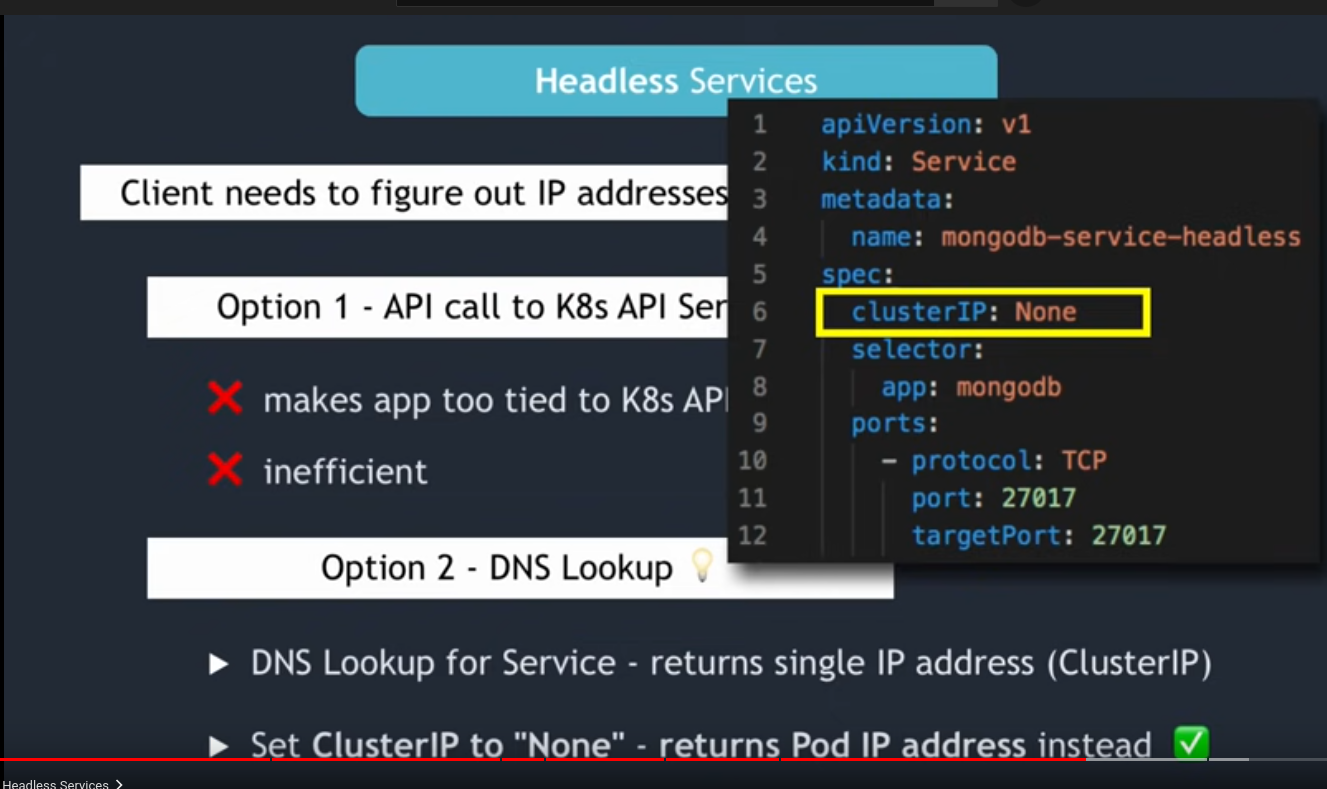 Headless Services
Client needs to figure out IP addresses
Option 1 - API call to K8s API Ser
makes app too tied to K8s API
inefficient
Option 2 - DNS Lookup
DNS Lookup for Service - returns single IP address (ClusterIP)
Set ClusterIP to "None" - returns Pod IP address instead
1 apiVersion: v1
2 kind: Service
3 metadata:
4 name: mongodb-service-headless
5 spec:
6 clusterIP: None
7 selector:
8 app: mongodb
9 ports:
10 - protocol: TCP
11 port: 27017
12 targetPort: 27017
Headless Services